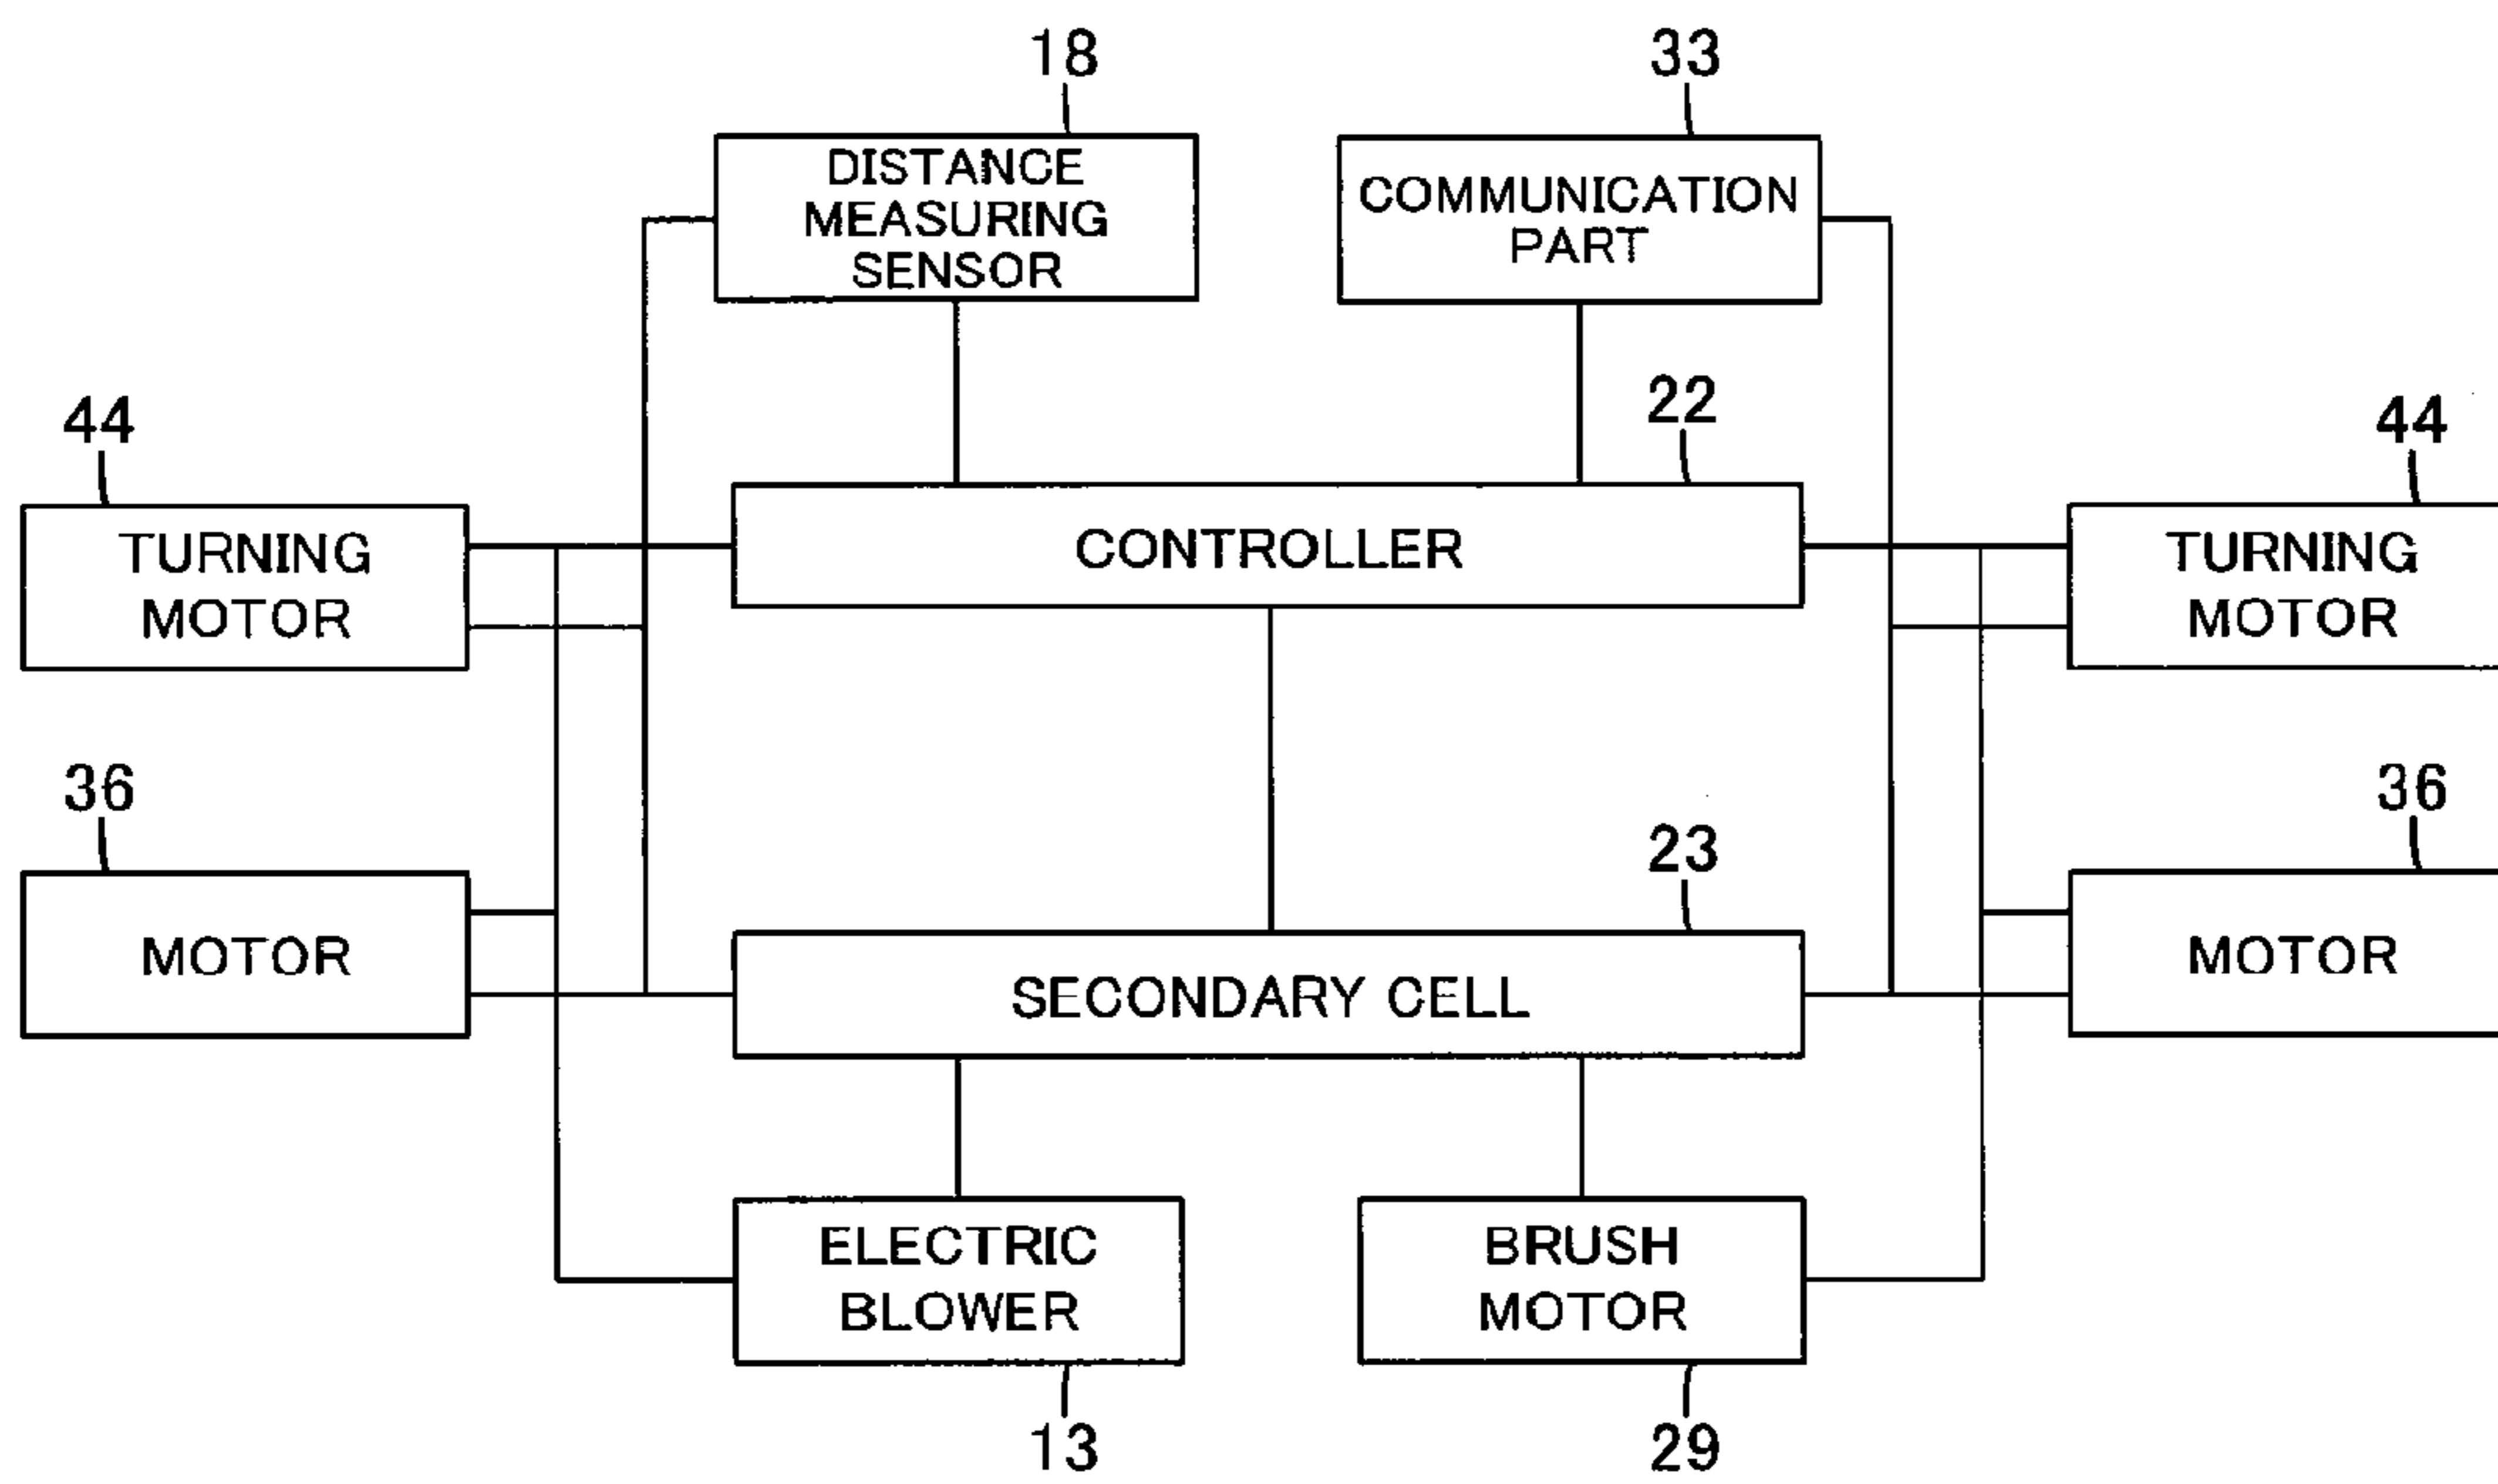 18
33
DISTANCE
MEASURING
SENSOR
COMMUNICATION
PART
22
44
44
CONTROLLER
TURNING
MOTOR
TURNING
MOTOR
36
36
23
MOTOR
MOTOR
SECONDARY CELL
ELECTRIC
BLOWER
BRUSH
MOTOR
13
29